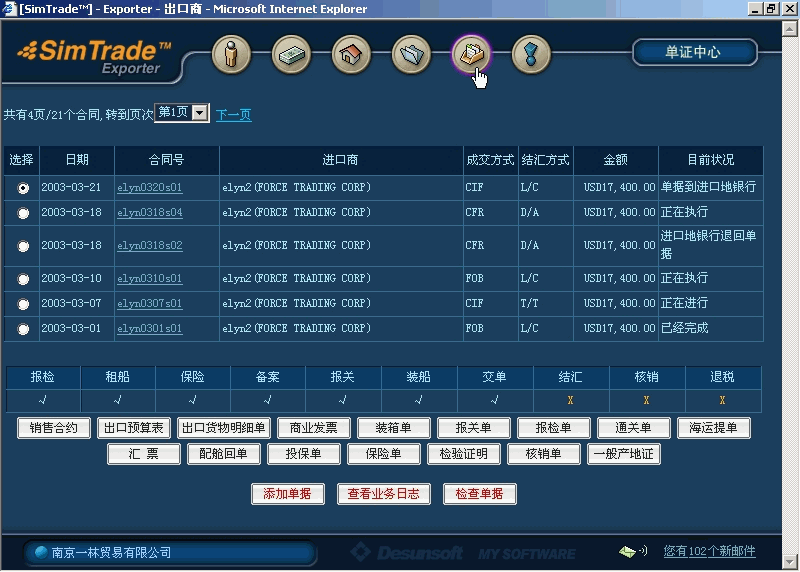 [SimTrade™] - Exporter - 出口商 - Microsoft Internet Explorer
SimTrade™
Exporter
单证中心
共有4页/21个合同,转到页次 第1页 下一页
选择 日期 合同号 进口商 成交方式 结汇方式 金额 目前状况
2003-03-21 elyn0320s01 elyn2(FORCE TRADING CORP) CIF L/C USD17,400.00 单据到进口地银行
2003-03-18 elyn0318s04 elyn2(FORCE TRADING CORP) CFR D/A USD17,400.00 正在执行
2003-03-18 elyn0318s02 elyn2(FORCE TRADING CORP) CFR D/A USD17,400.00 进口地银行退回单
据
2003-03-10 elyn0310s01 elyn2(FORCE TRADING CORP) FOB L/C USD17,400.00 正在执行
2003-03-07 elyn0307s01 elyn2(FORCE TRADING CORP) CIF T/T USD17,400.00 正在进行
2003-03-01 elyn0301s01 elyn2(FORCE TRADING CORP) FOB L/C USD17,400.00 已经完成
报检 租船 保险 备案 报关 装船 交单 结汇 核销 退税
√ √ √ √ √ √ √ X X X
销售合约 出口预算表 出口货物明细单 商业发票 装箱单 报关单 报检单 通关单 海运提单
汇 票 配舱回单 投保单 保险单 检验证明 核销单 一般产地证
添加单据 查看业务日志 检查单据
南京一林贸易有限公司 Desunsoft MY SOFTWARE 您有102个新邮件